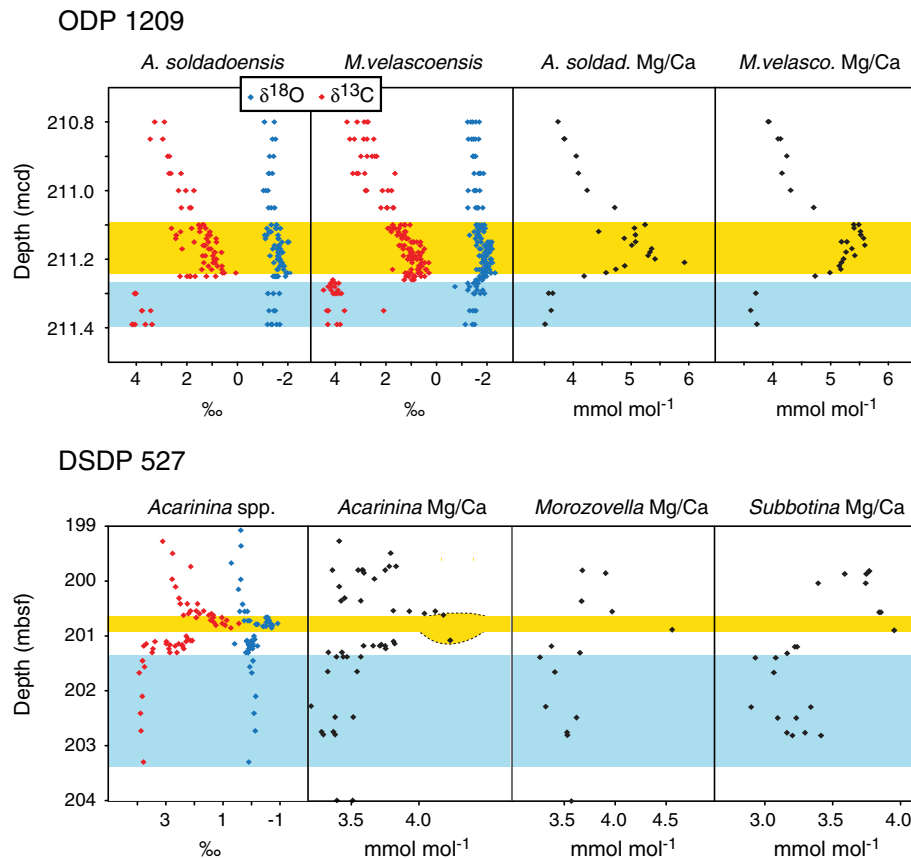 ODP 1209
A. soldadoensis
M.velascoensis
A. soldad. Mg/Ca
M.velasco. Mg/Ca
δ18O δ13C
Depth (mcd)
210.8
211.0
211.2
211.4
4 2 0 -2
4 2 0 -2
4 5 6
4 5 6
‰
‰
mmol mol-1
mmol mol-1
DSDP 527
Acarinina spp.
Acarinina Mg/Ca
Morozovella Mg/Ca
Subbotina Mg/Ca
Depth (mbsf)
199
200
201
202
203
204
3 1 -1
3.5 4.0
3.5 4.0 4.5
3.0 3.5 4.0
‰
mmol mol-1
mmol mol-1
mmol mol-1